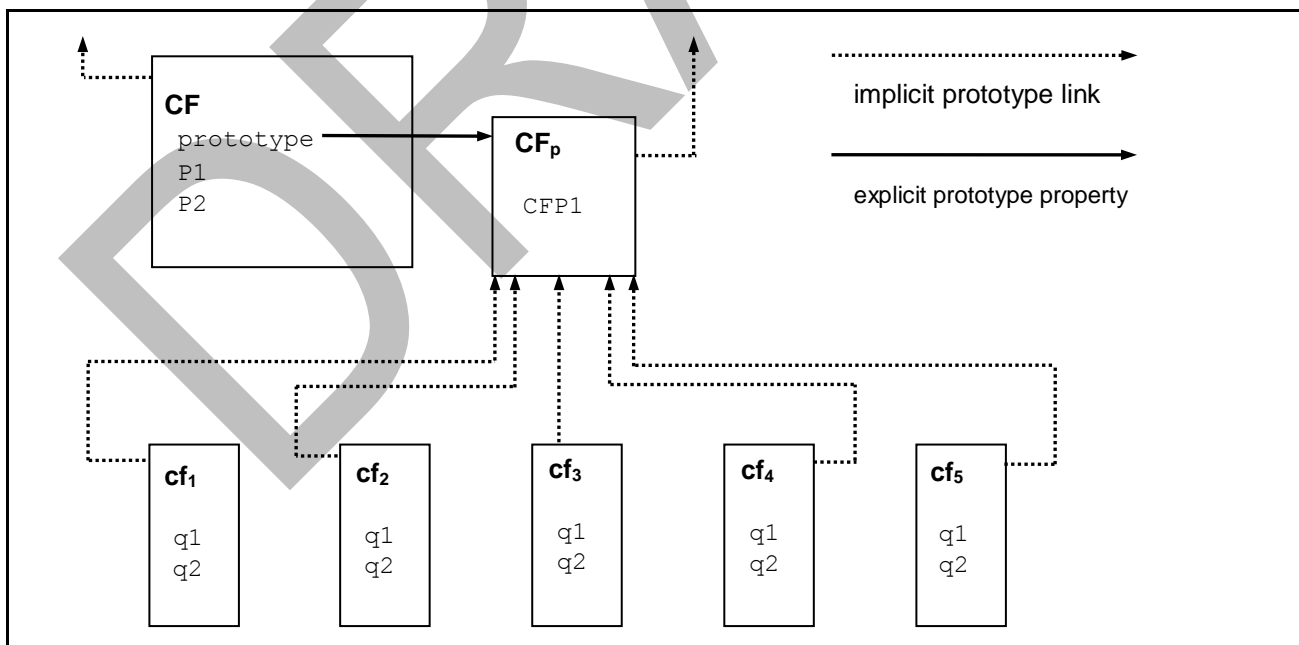 CF
prototype
P1
P2
CFp
CFP1
implicit prototype link
explicit prototype property
cf1
q1
q2
cf2
q1
q2
cf3
q1
q2
cf4
q1
q2
cf5
q1
q2